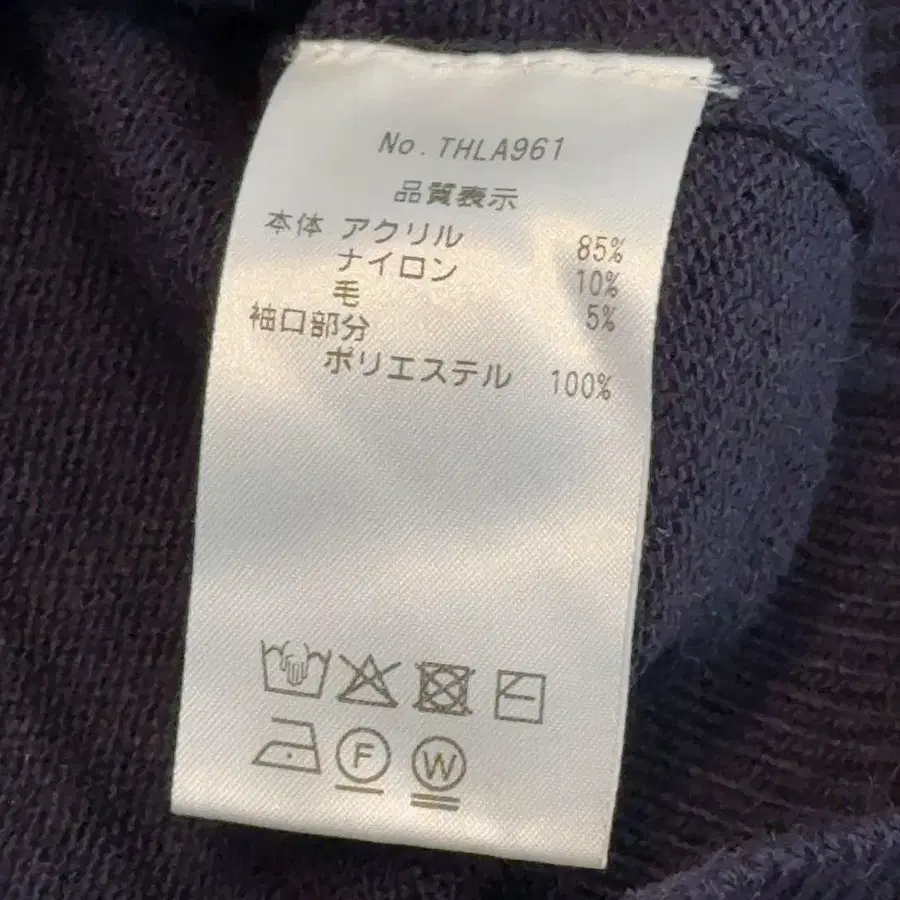 No.THLA961
品質表示
本体 アクリル 85%
ナイロン 10%
毛 5%
袖口部分
ポリエステル 100%
F W